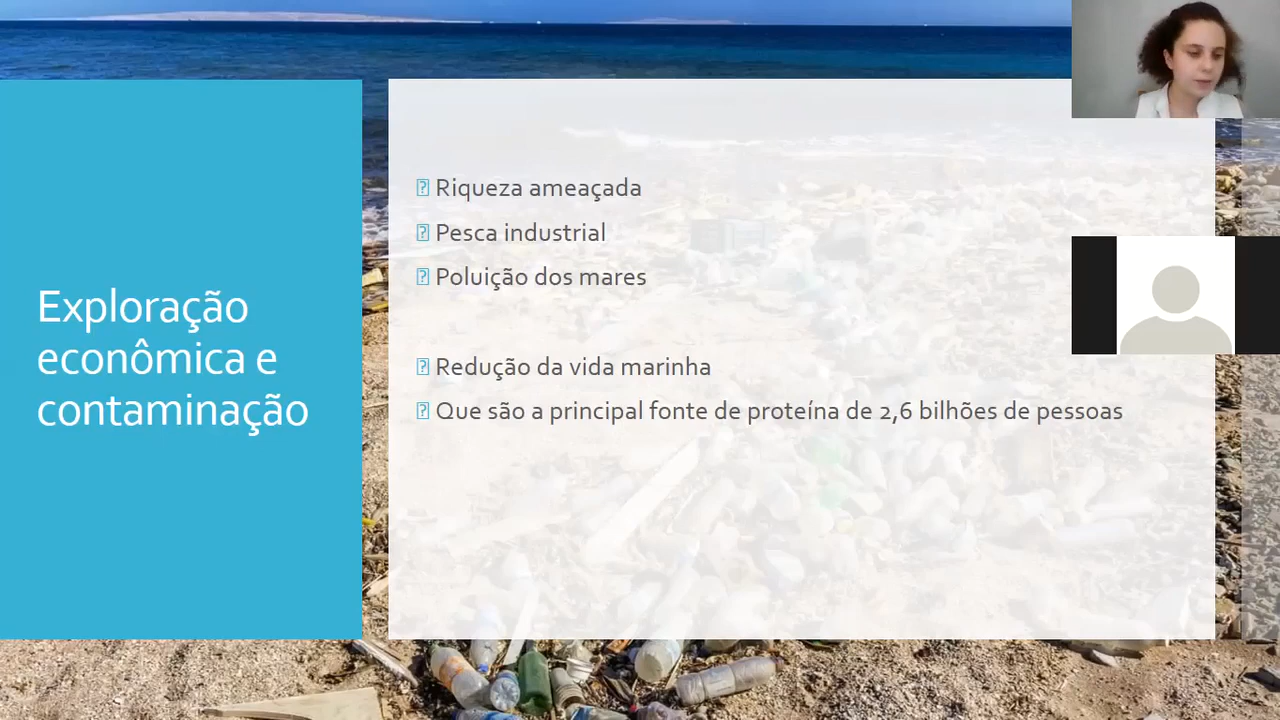 Exploração
econômica e
contaminação
Riqueza ameaçada
Pesca industrial
Poluição dos mares
Redução da vida marinha
Que são a principal fonte de proteína de 2,6 bilhões de pessoas